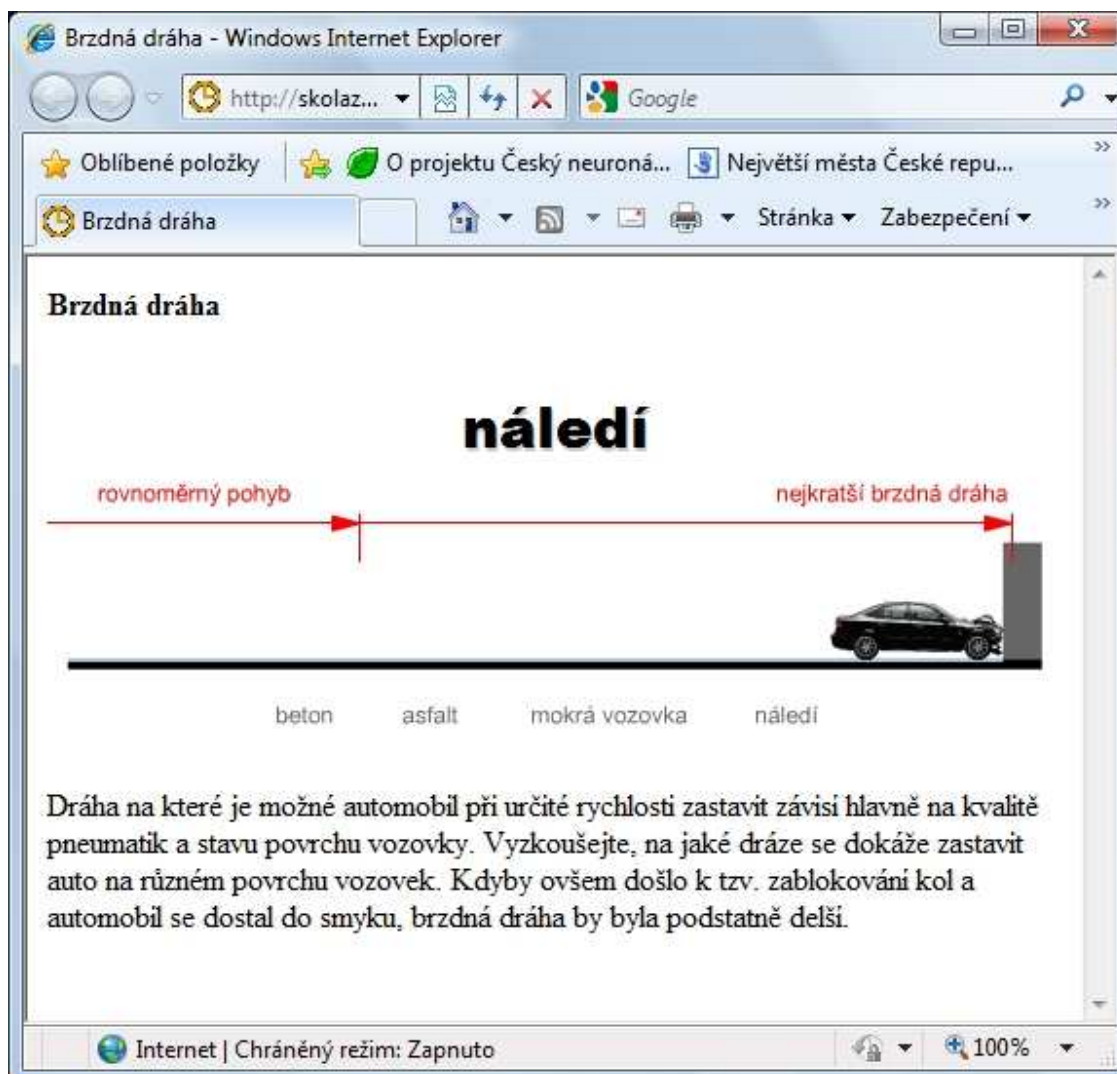 Brzdná dráha - Windows Internet Explorer
http://skolaz... Google
Oblíbené položky O projektu Český neuroná... Největší města České repu...
Brzdná dráha Stránka Zabezpečení
Brzdná dráha
náledí
rovnoměrný pohyb nejkratší brzdná dráha
beton asfalt mokrá vozovka náledí
Dráha na které je možné automobil při určité rychlosti zastavit závisí hlavně na kvalitě
pneumatik a stavu povrchu vozovky. Vyzkoušejte, na jaké dráze se dokáže zastavit
auto na různém povrchu vozovek. Kdyby ovšem došlo k tzv. zablokování kol a
automobil se dostal do smyku, brzdná dráha by byla podstatně delší.
Internet | Chráněný režim: Zapnuto 100%